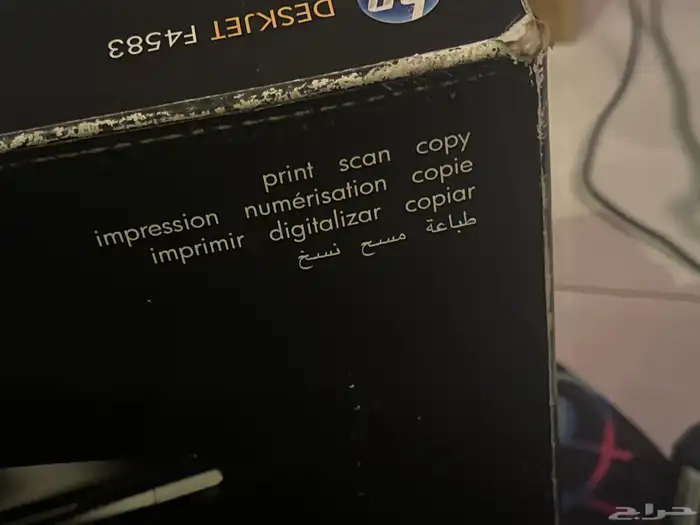 DESKJET F4583
hp
print scan copy
impression numérisation copie
imprimir digitalizar copiar
طباعة مسح نسخ
حراج